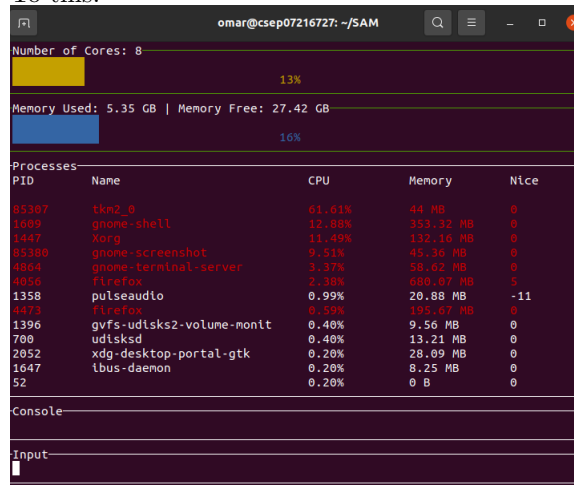 omar@csep07216727: ~/SAM
Number of Cores: 8
13%
Memory Used: 5.35 GB | Memory Free: 27.42 GB
16%
Processes
PID Name CPU Memory Nice
85307 tkm2_0 61.61% 44 MB 0
1609 gnome-shell 12.88% 353.32 MB 0
1447 Xorg 11.49% 132.16 MB 0
85380 gnome-screenshot 9.51% 45.36 MB 0
4864 gnome-terminal-server 3.37% 58.62 MB 0
4056 firefox 2.38% 680.07 MB 5
1358 pulseaudio 0.99% 20.88 MB -11
4473 firefox 0.59% 195.67 MB 0
1396 gvfs-udisks2-volume-monit 0.40% 9.56 MB 0
700 udisksd 0.40% 13.21 MB 0
2052 xdg-desktop-portal-gtk 0.20% 28.09 MB 0
1647 ibus-daemon 0.20% 8.25 MB 0
52 0.20% 0 B 0
Console
Input